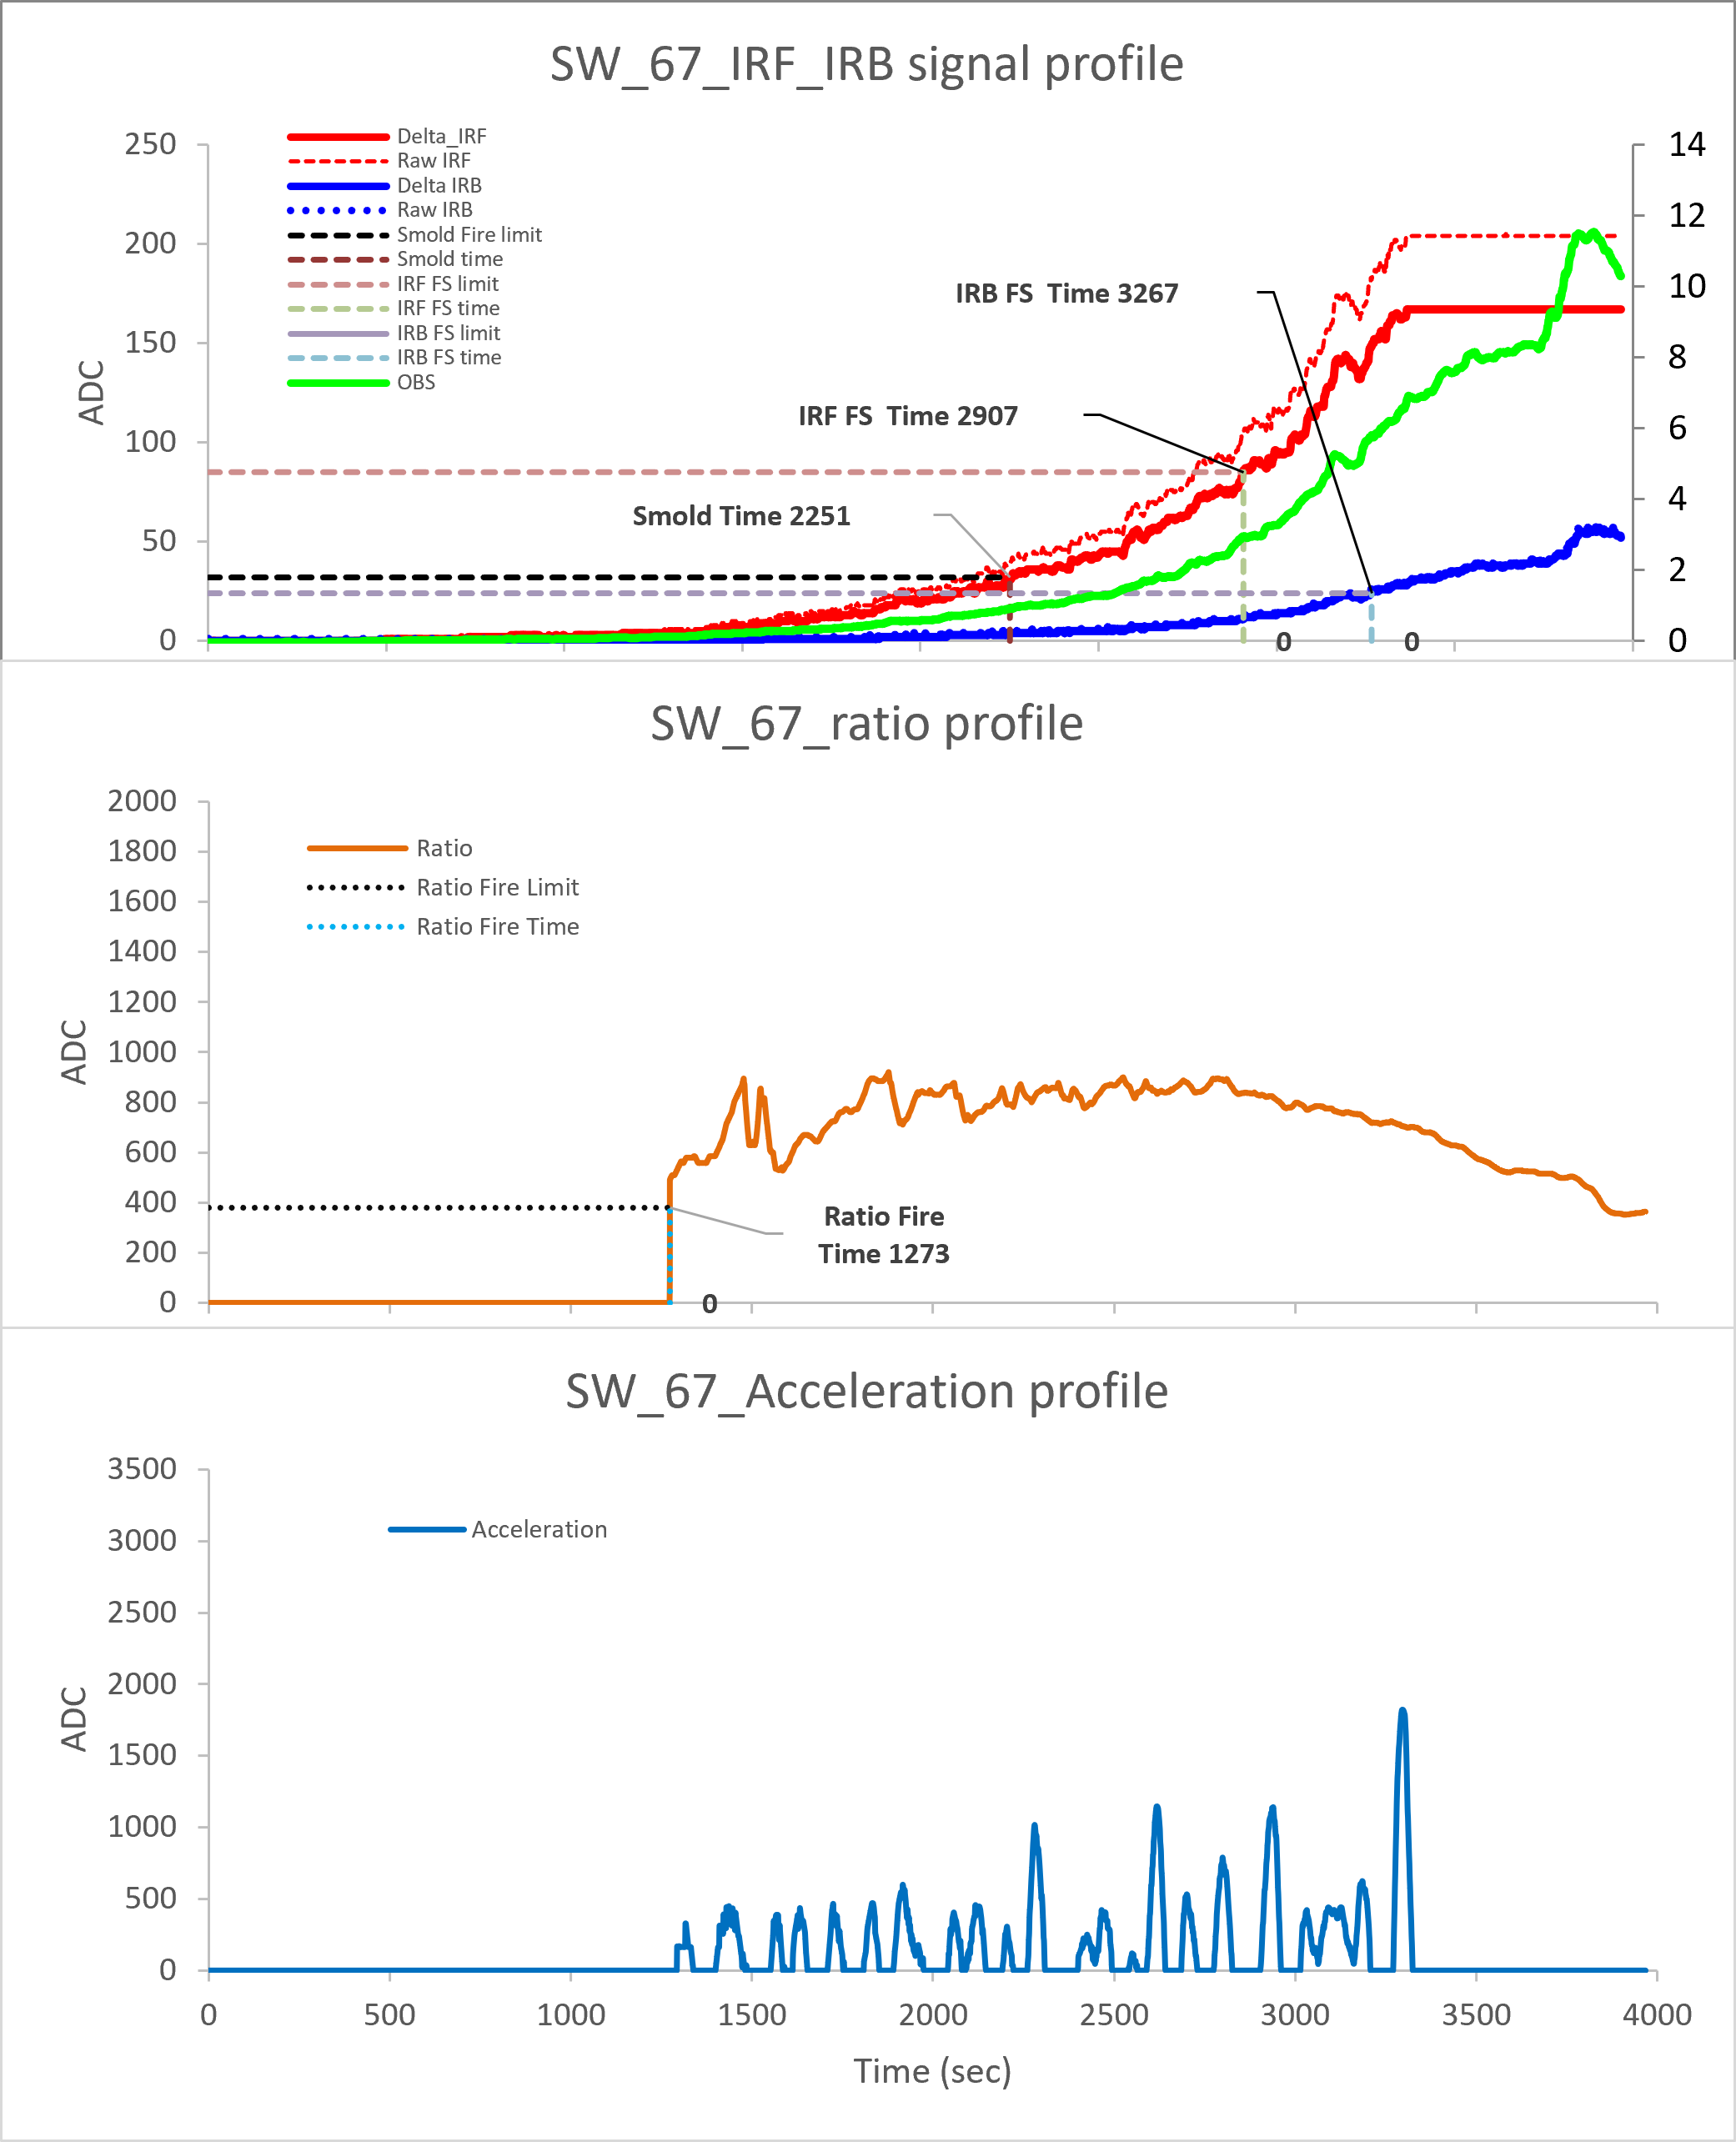 SW_67_IRF_IRB signal profile
Delta_IRF
Raw IRF
Delta IRB
Raw IRB
Smold Fire limit
Smold time
IRF FS limit
IRF FS time
IRB FS limit
IRB FS time
OBS
250
200
150
100
50
0
ADC
14
12
10
8
6
4
2
0
IRB FS  Time 3267
IRF FS  Time 2907
Smold Time 2251
0
0
SW_67_ratio profile
2000
1800
1600
1400
1200
1000
800
600
400
200
0
ADC
Ratio
Ratio Fire Limit
Ratio Fire Time
Ratio Fire
Time 1273
0
SW_67_Acceleration profile
3500
3000
2500
2000
1500
1000
500
0
ADC
Acceleration
0 500 1000 1500 2000 2500 3000 3500 4000
Time (sec)